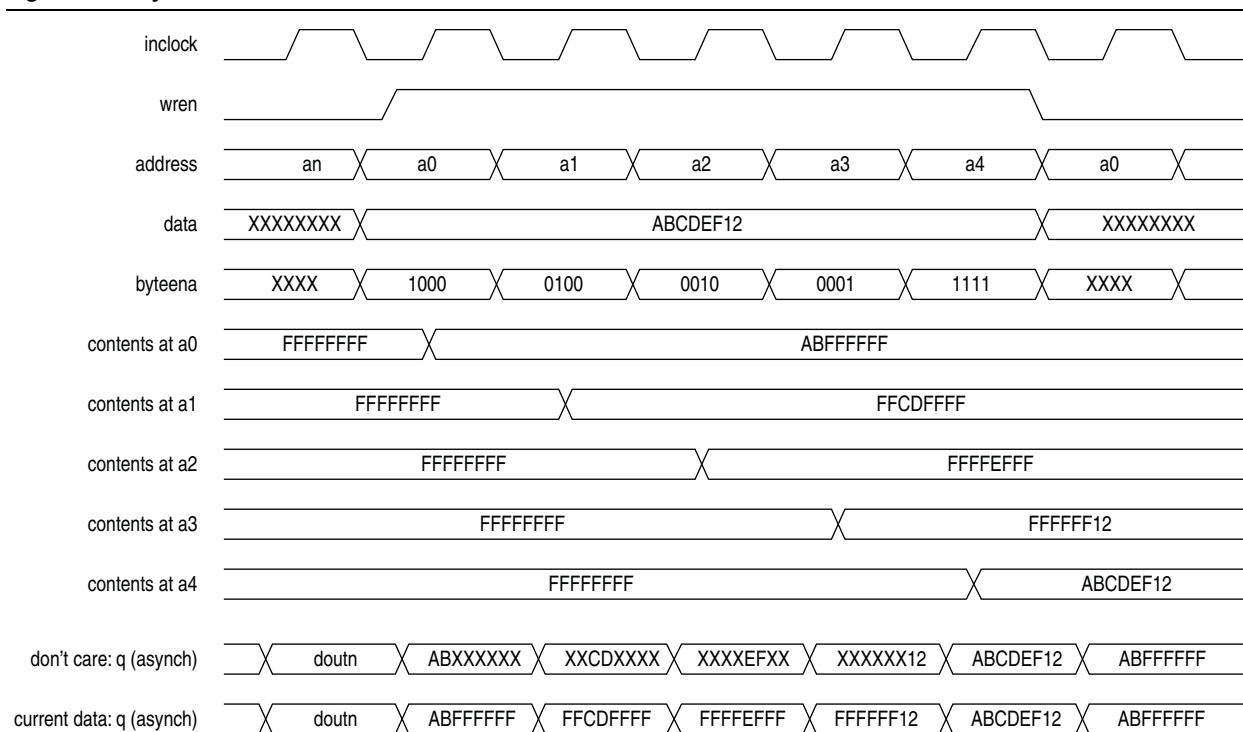 inclock
wren
address an a0 a1 a2 a3 a4 a0
data XXXXXXXX ABCDEF12 XXXXXXXX
byteena XXXX 1000 0100 0010 0001 1111 XXXX
contents at a0 FFFFFFFF ABFFFFFF
contents at a1 FFFFFFFF FFCDFFFF
contents at a2 FFFFFFFF FFFFEFFF
contents at a3 FFFFFFFF FFFFFF12
contents at a4 FFFFFFFF ABCDEF12
don't care: q (asynch) doutn ABXXXXXX XXCDXXXX XXXXEFXX XXXXXX12 ABCDEF12 ABFFFFFF
current data: q (asynch) doutn ABFFFFFF FFCDFFFF FFFFEFFF FFFFFF12 ABCDEF12 ABFFFFFF